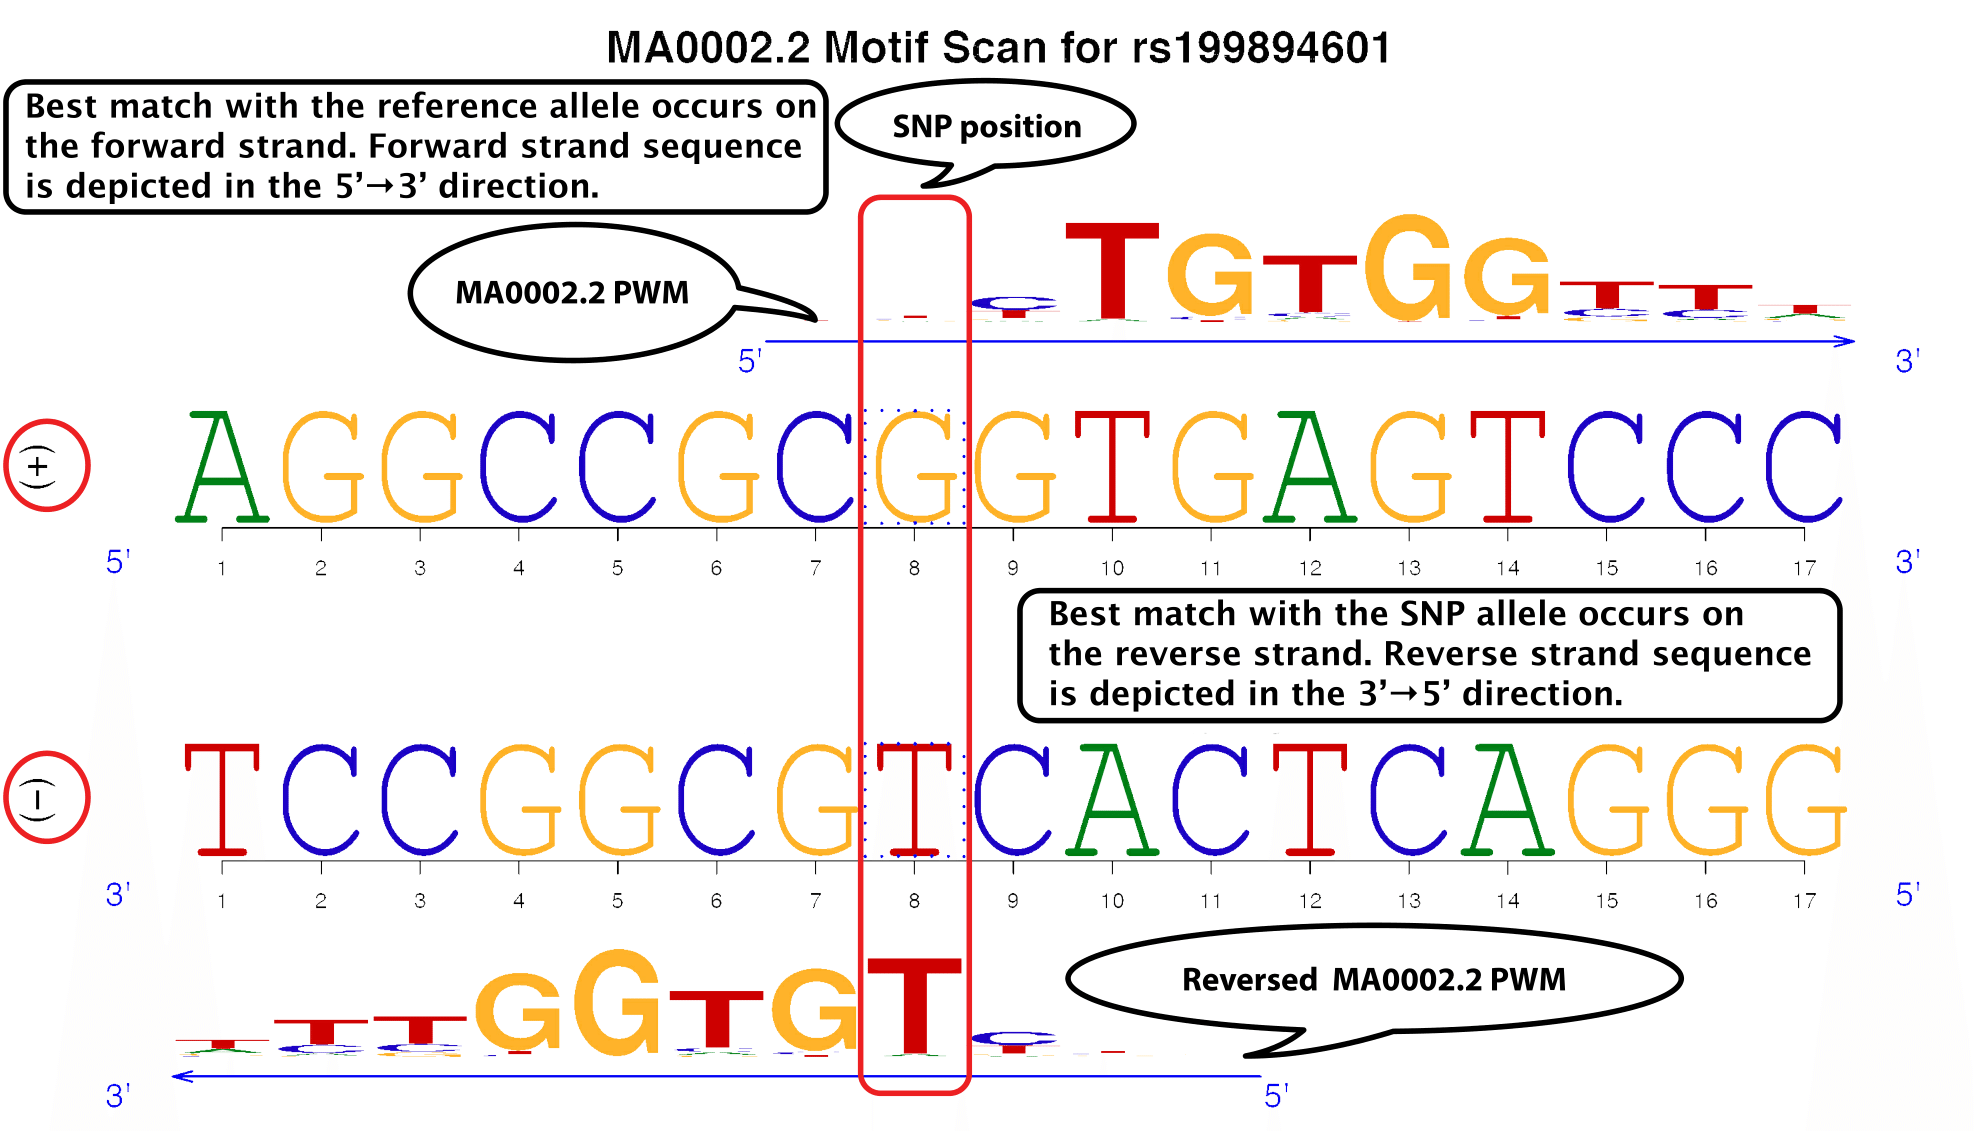 MA0002.2 Motif Scan for rs199894601
Best match with the reference allele occurs on
the forward strand. Forward strand sequence
is depicted in the 5’→3’ direction.
SNP position
MA0002.2 PWM
C T G T G G T T T
5' 3'
(+)
A G G C C G C G G T G A G T C C C
1 2 3 4 5 6 7 8 9 10 11 12 13 14 15 16 17
5' 3'
Best match with the SNP allele occurs on
the reverse strand. Reverse strand sequence
is depicted in the 3’→5’ direction.
(−)
T C C G G C G T C A C T C A G G G
1 2 3 4 5 6 7 8 9 10 11 12 13 14 15 16 17
3' 5'
Reversed MA0002.2 PWM
T T T G G T G T C
3' 5'